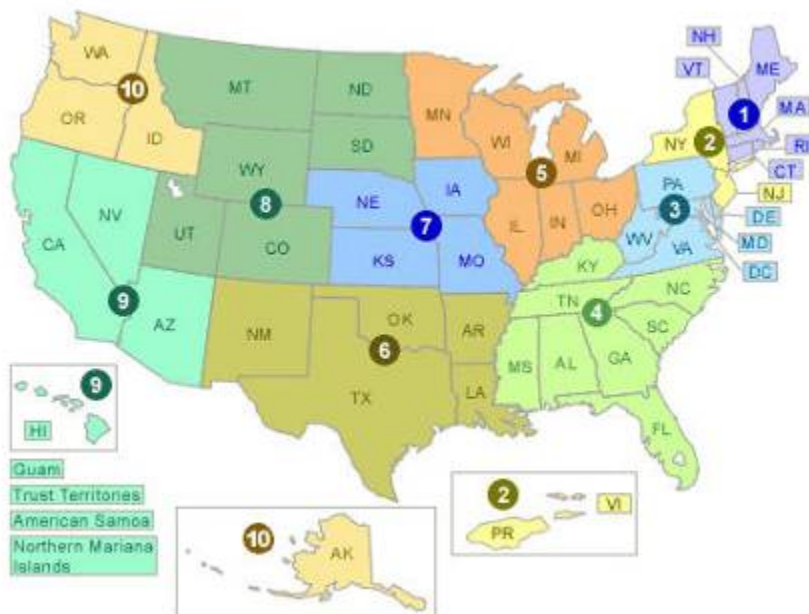 WA
OR
ID
10
MT
ND
SD
WY
8
UT
CO
NV
CA
AZ
9
NE
IA
KS
MO
7
MN
WI
MI
IL
IN
OH
5
NM
OK
AR
TX
LA
6
KY
TN
NC
SC
MS
AL
GA
FL
4
PA
WV
VA
3
DE
MD
DC
NY
2
NJ
NH
VT
ME
1
MA
RI
CT
9
HI
Guam
Trust Territories
American Samoa
Northern Mariana
Islands
10
AK
2
PR
VI